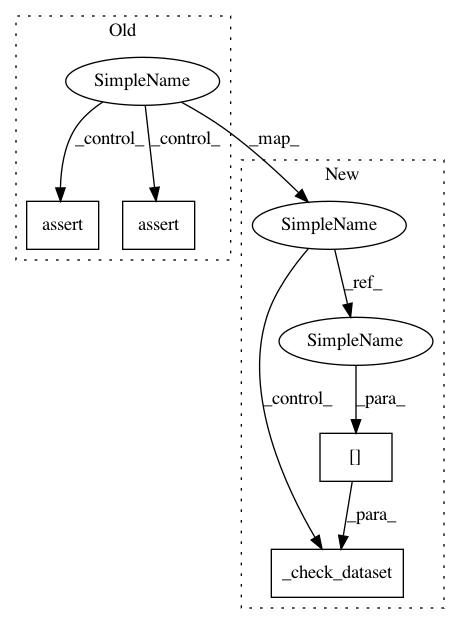 Old
SimpleName
_control_ _control_ _map_
New
assert assert
SimpleName
_ref_
SimpleName
_control_ _para_
[]
_para_
_check_dataset